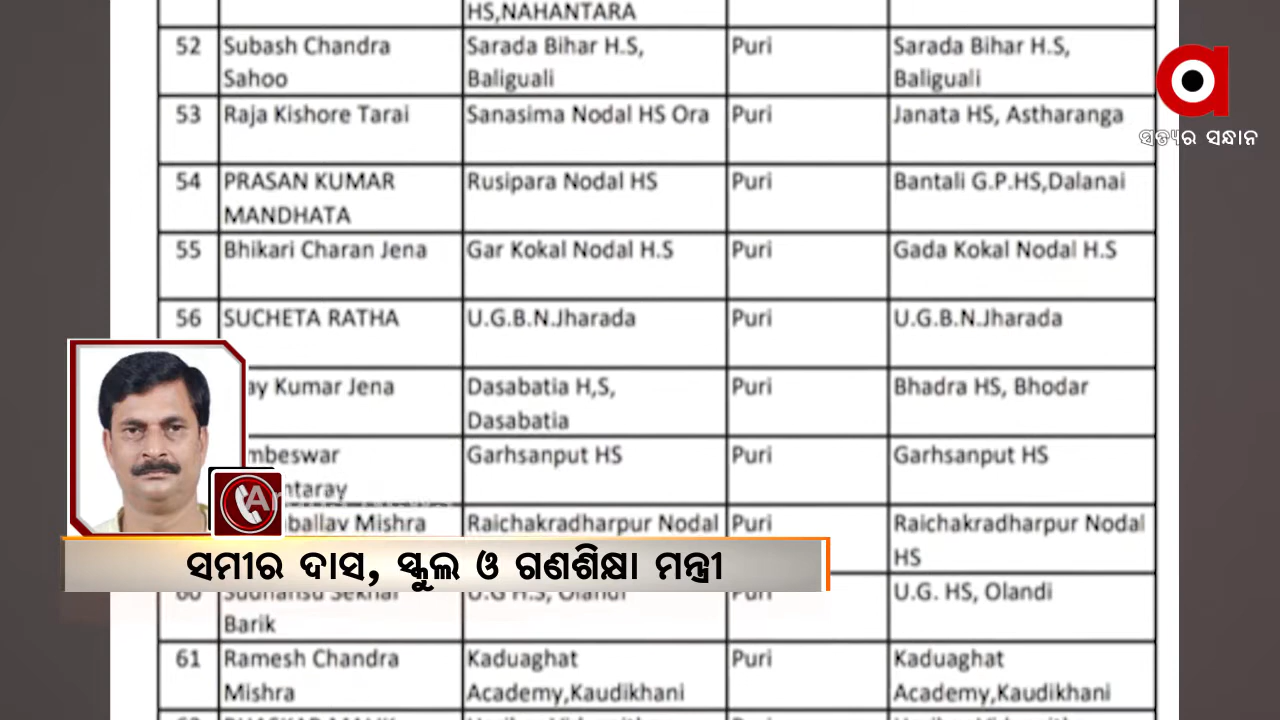 HS,NAHANTARA
52 Subash Chandra Sarada Bihar H.S, Puri Sarada Bihar H.S,
Sahoo Baliguali Baliguali
ସତ୍ୟର ସନ୍ଧାନ
53 Raja Kishore Tarai Sanasima Nodal HS Ora Puri Janata HS, Astharanga
54 PRASAN KUMAR Rusipara Nodal HS Puri Bantali G.P.HS,Dalanai
MANDHATA
55 Bhikari Charan Jena Gar Kokal Nodal H.S Puri Gada Kokal Nodal H.S
56 SUCHETA RATHA U.G.B.N.Jharada Puri U.G.B.N.Jharada
ay Kumar Jena Dasabatia H,S, Puri Bhadra HS, Bhodar
Dasabatia
mbeswar Garhsanput HS Puri Garhsanput HS
ntaray
ballav Mishra Raichakradharpur Nodal Puri Raichakradharpur Nodal
HS
ସମୀର ଦାସ, ସ୍କୁଲ ଓ ଗଣଶିକ୍ଷା ମନ୍ତ୍ରୀ
60 Sudhansu Sekhar U.G H.S, Olandi Puri U.G. HS, Olandi
Barik
61 Ramesh Chandra Kaduaghat Puri Kaduaghat
Mishra Academy,Kaudikhani Academy,Kaudikhani